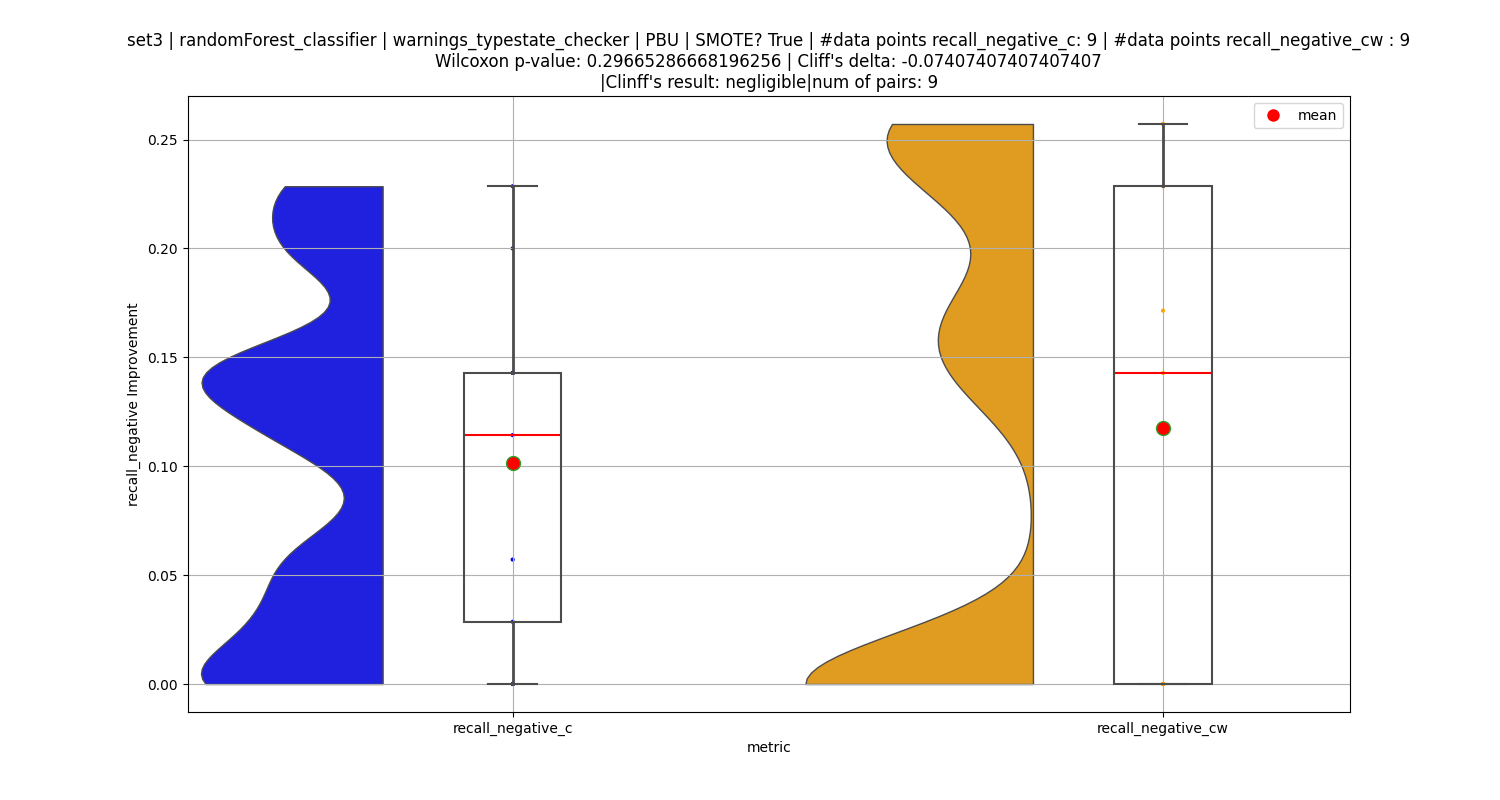 set3 | randomForest_classifier | warnings_typestate_checker | PBU | SMOTE? True | #data points recall_negative_c: 9 | #data points recall_negative_cw : 9
Wilcoxon p-value: 0.29665286668196256 | Cliff's delta: -0.07407407407407407
|Clinff's result: negligible|num of pairs: 9
mean
0.25
0.20
0.15
0.10
0.05
0.00
recall_negative Improvement
recall_negative_c
recall_negative_cw
metric